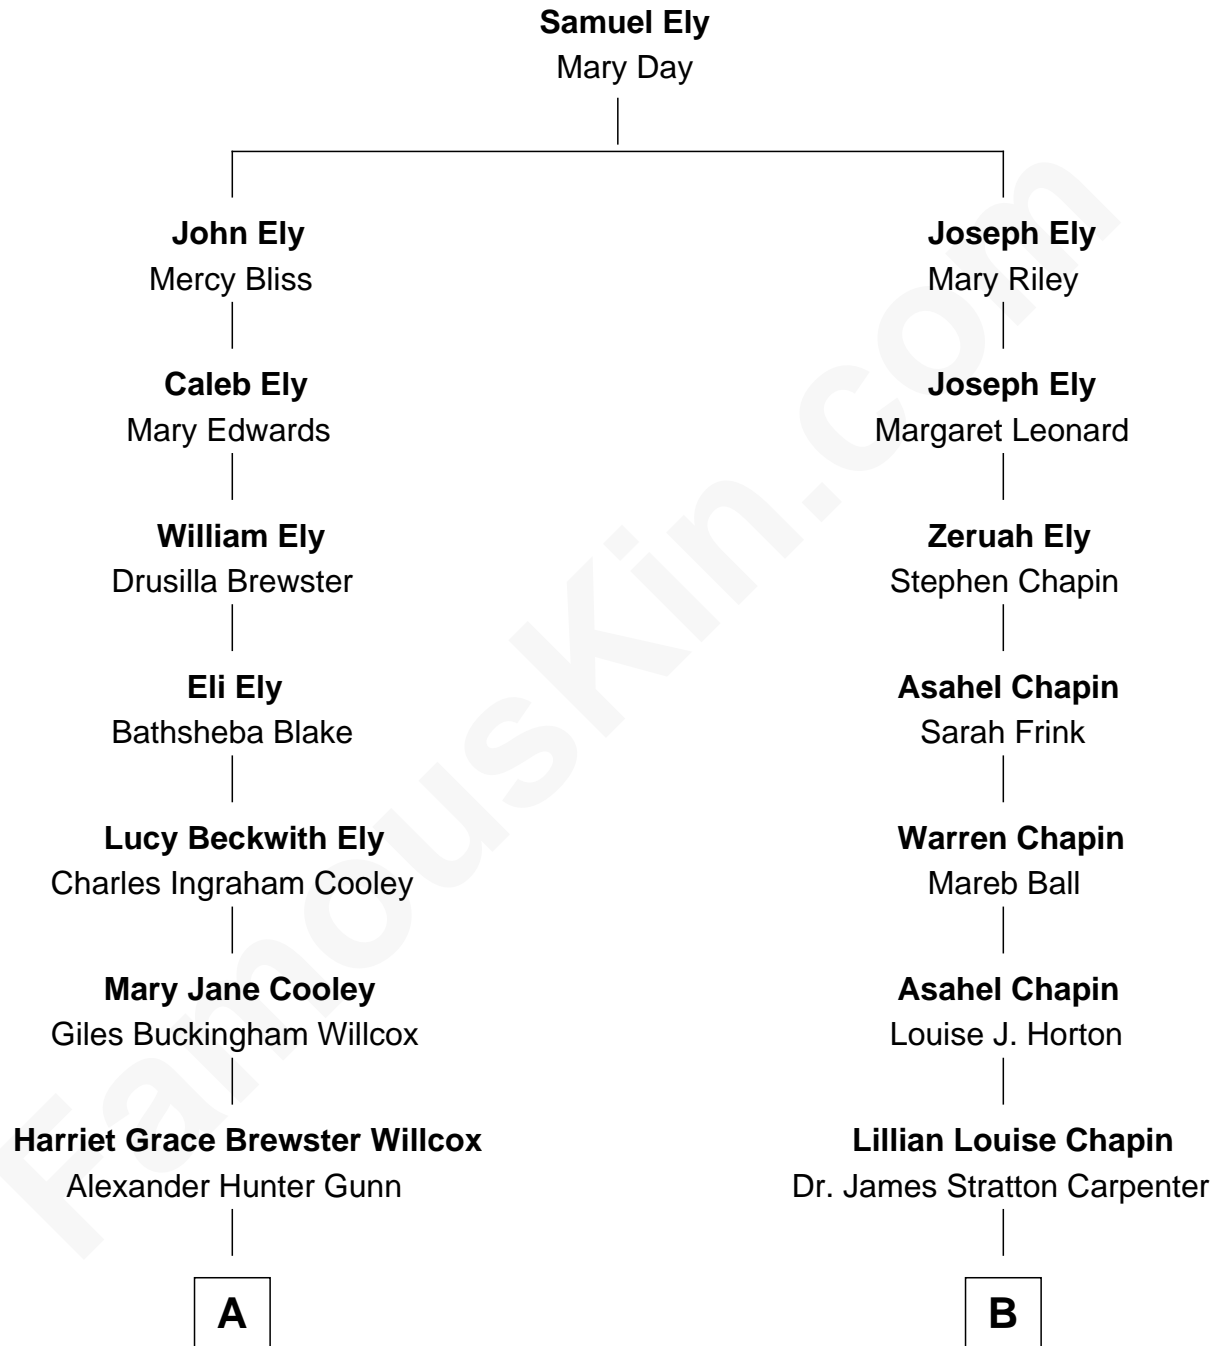 Samuel Ely
Mary Day
John Ely
Mercy Bliss
Joseph Ely
Mary Riley
Caleb Ely
Mary Edwards
Joseph Ely
Margaret Leonard
William Ely
Drusilla Brewster
Zeruah Ely
Stephen Chapin
Eli Ely
Bathsheba Blake
Asahel Chapin
Sarah Frink
Lucy Beckwith Ely
Charles Ingraham Cooley
Warren Chapin
Mareb Ball
Mary Jane Cooley
Giles Buckingham Willcox
Asahel Chapin
Louise J. Horton
Harriet Grace Brewster Willcox
Alexander Hunter Gunn
Lillian Louise Chapin
Dr. James Stratton Carpenter
A
B
FamousKin.com